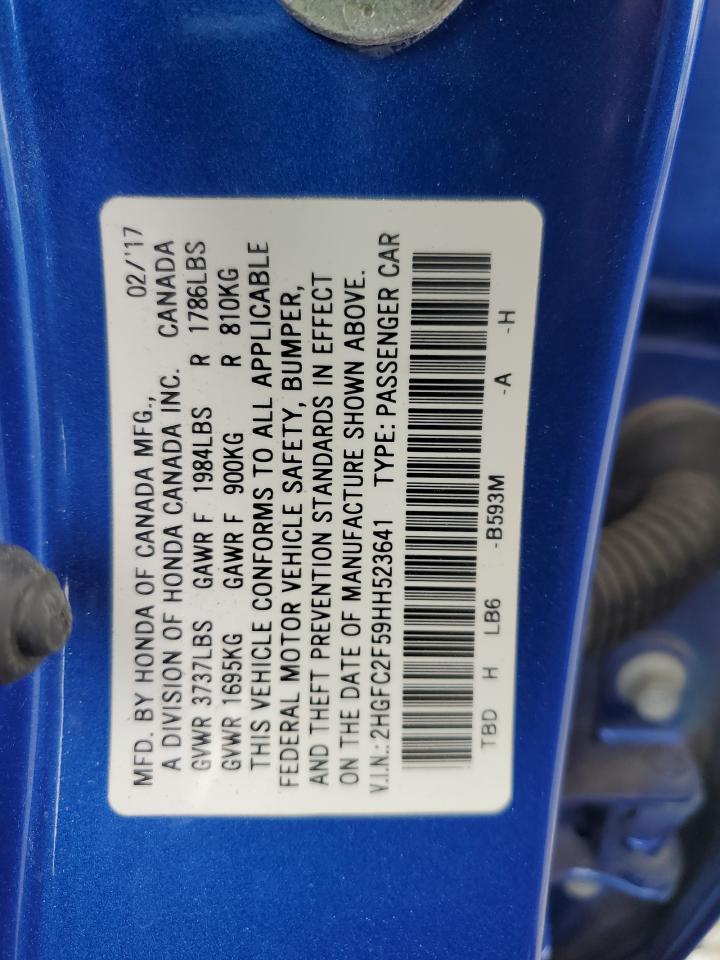 MFD. BY HONDA OF CANADA MFG., 02/'17
A DIVISION OF HONDA CANADA INC. CANADA
GVWR 3737LBS GAWR F 1984LBS R 1786LBS
GVWR 1695KG GAWR F 900KG R 810KG
THIS VEHICLE CONFORMS TO ALL APPLICABLE
FEDERAL MOTOR VEHICLE SAFETY, BUMPER,
AND THEFT PREVENTION STANDARDS IN EFFECT
ON THE DATE OF MANUFACTURE SHOWN ABOVE.
V.I.N.: 2HGFC2F59HH523641 TYPE: PASSENGER CAR
TBD H LB6 -B593M -A -H